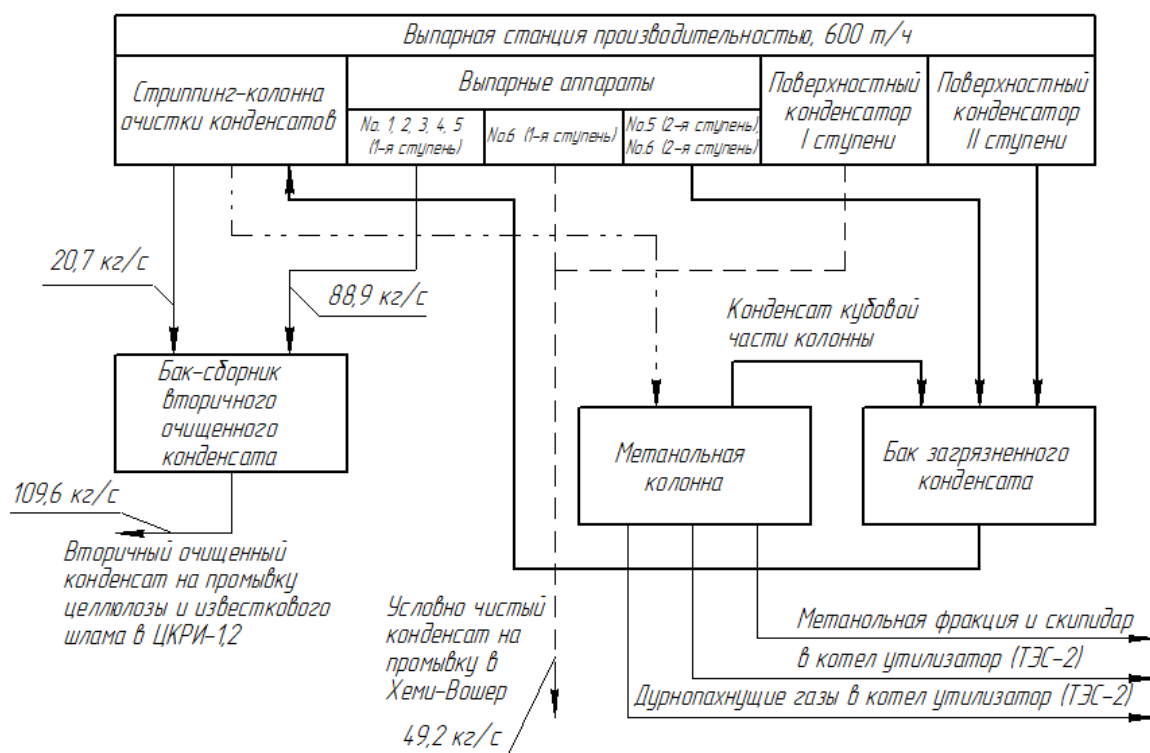 Выпарная станция производительностью, 600 т/ч
Стриппинг-колонна
очистки конденсатов
Выпарные аппараты
No. 1, 2, 3, 4, 5
(1-я ступень)
No.6 (1-я ступень)
No.5 (2-я ступень),
No.6 (2-я ступень)
Поверхностный
конденсатор
I ступени
Поверхностный
конденсатор
II ступени
20,7 кг/с
88,9 кг/с
Конденсат кубовой
части колонны
Бак-сборник
вторичного
очищенного
конденсата
Метанольная
колонна
Бак загрязненного
конденсата
109,6 кг/с
Вторичный очищенный
конденсат на промывку
целлюлозы и известкового
шлама в ЦКРИ-1,2
Условно чистый
конденсат на
промывку в
Хеми-Вошер
49,2 кг/с
Метанольная фракция и скипидар
в котел утилизатор (ТЭС-2)
Дурнопахнущие газы в котел утилизатор (ТЭС-2)